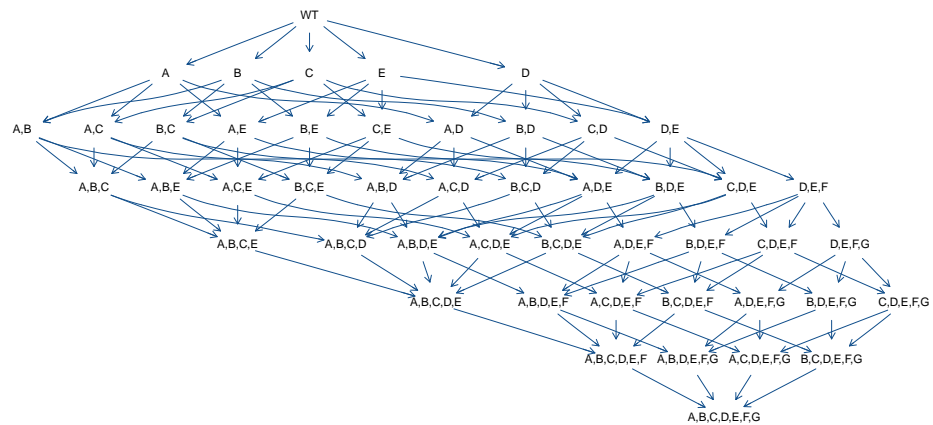 WT
A B C E D
A,B A,C B,C A,E B,E C,E A,D B,D C,D D,E
A,B,C A,B,E A,C,E B,C,E A,B,D A,C,D B,C,D A,D,E B,D,E C,D,E D,E,F
A,B,C,E A,B,C,D A,B,D,E A,C,D,E B,C,D,E A,D,E,F B,D,E,F C,D,E,F D,E,F,G
A,B,C,D,E A,B,D,E,F A,C,D,E,F B,C,D,E,F A,D,E,F,G B,D,E,F,G C,D,E,F,G
A,B,C,D,E,F A,B,D,E,F,G A,C,D,E,F,G B,C,D,E,F,G
A,B,C,D,E,F,G